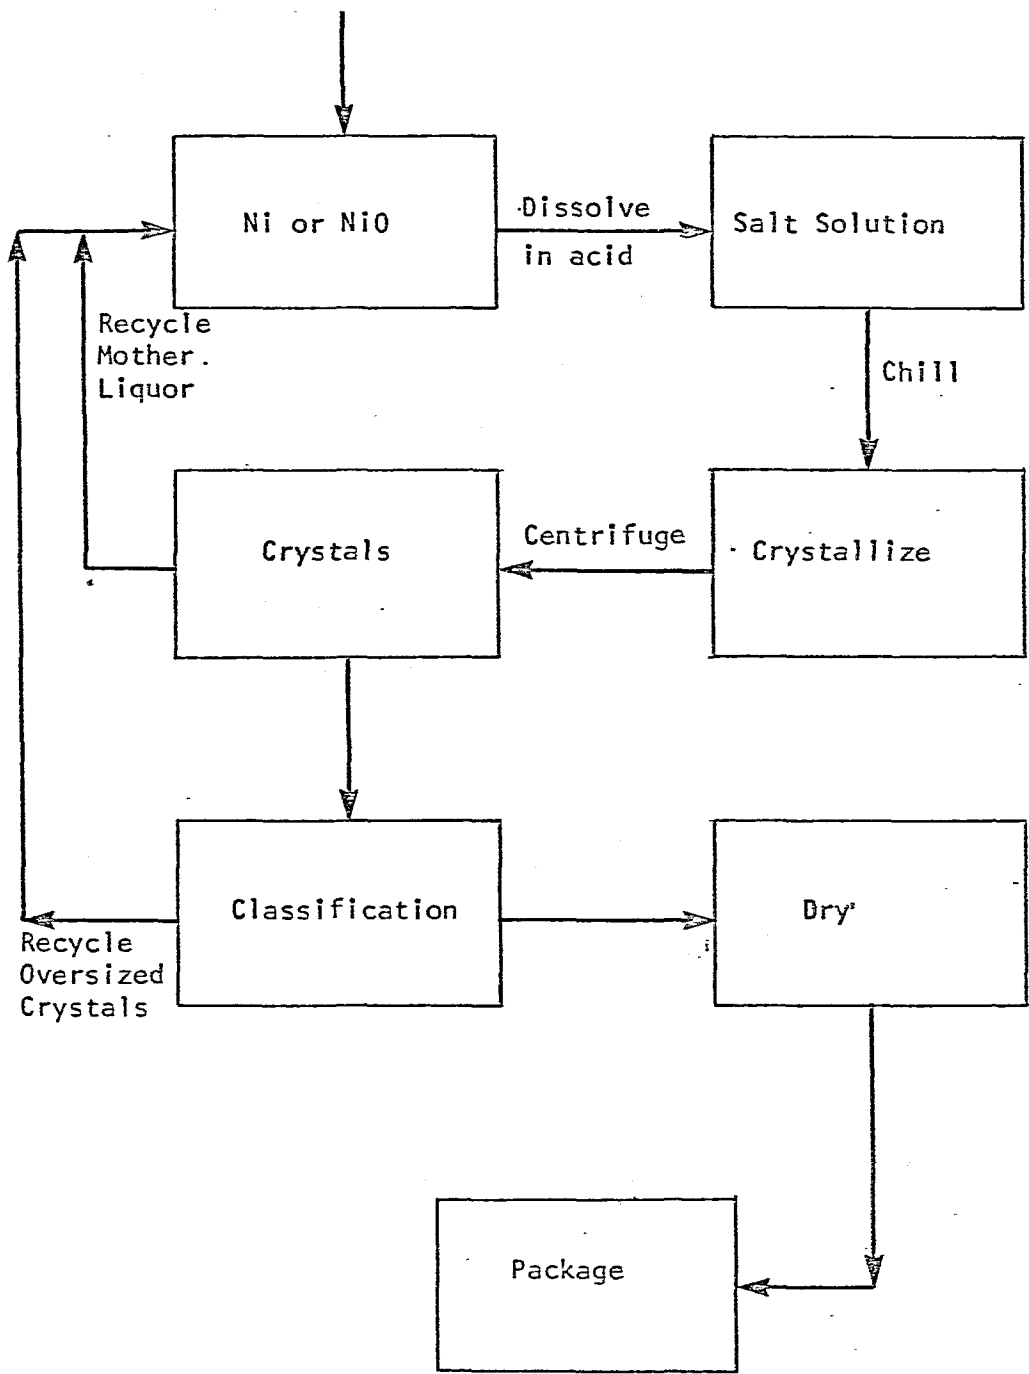 Ni or NiO
Dissolve
in acid
Salt Solution
Recycle
Mother.
Liquor
Chill
Crystals
Centrifuge
Crystallize
Classification
Dry
Recycle
Oversized
Crystals
Package